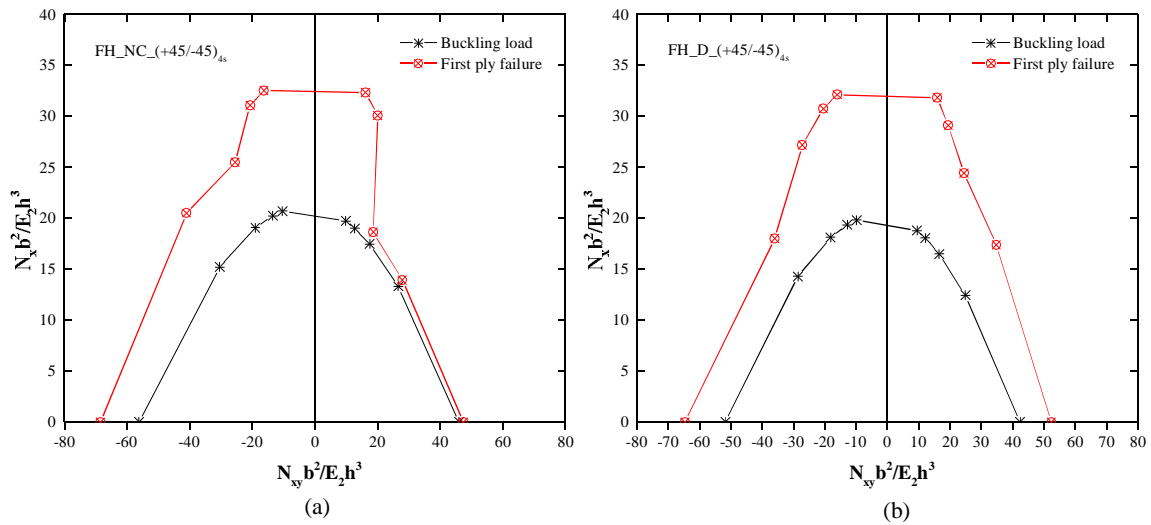 FH_NC_(+45/-45)4s
Buckling load
First ply failure
40
35
30
25
20
15
10
5
0
-80 -60 -40 -20 0 20 40 60 80
Nxb2/E2h3
Nxyb2/E2h3
(a)
FH_D_(+45/-45)4s
Buckling load
First ply failure
40
35
30
25
20
15
10
5
0
-80 -70 -60 -50 -40 -30 -20 -10 0 10 20 30 40 50 60 70 80
Nxb2/E2h3
Nxyb2/E2h3
(b)